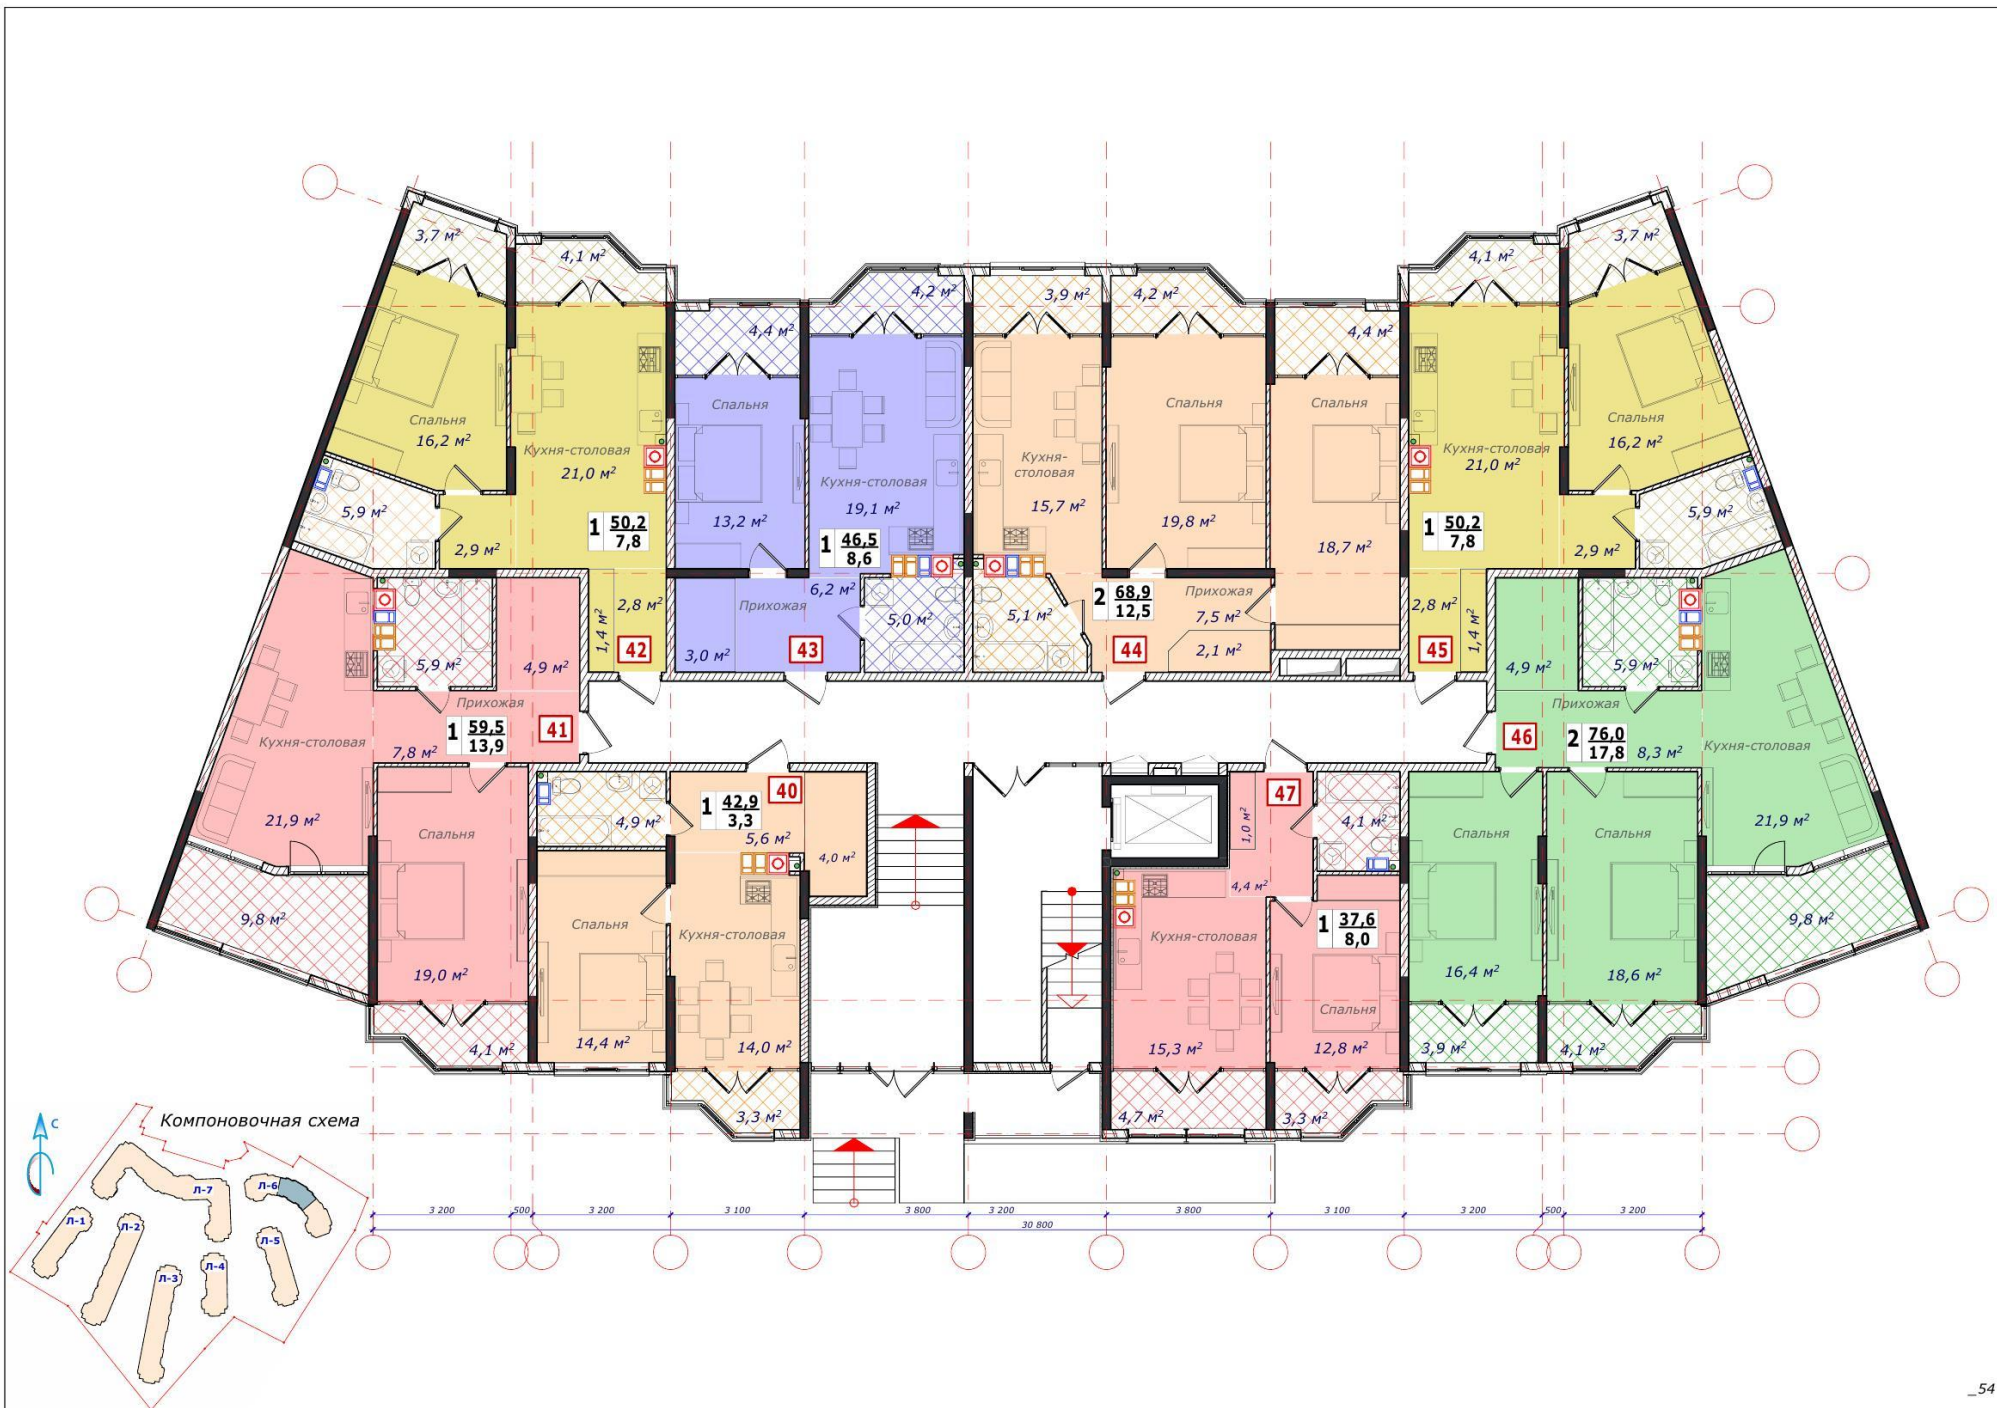 3,7 м²
4,1 м²
Спальня
16,2 м²
Кухня-столовая
21,0 м²
5,9 м²
2,9 м²
1 50,2
7,8
2,8 м²
1,4 м²
42
4,4 м²
4,2 м²
Спальня
13,2 м²
Кухня-столовая
19,1 м²
1 46,5
8,6
6,2 м²
Прихожая
3,0 м²
43
5,0 м²
3,9 м²
4,2 м²
4,4 м²
Кухня-
столовая
15,7 м²
Спальня
19,8 м²
Спальня
18,7 м²
5,1 м²
2 68,9
12,5
Прихожая
7,5 м²
2,1 м²
44
4,1 м²
3,7 м²
Кухня-столовая
21,0 м²
Спальня
16,2 м²
5,9 м²
1 50,2
7,8
2,9 м²
2,8 м²
1,4 м²
45
5,9 м²
4,9 м²
Прихожая
1 59,5
13,9
41
7,8 м²
Кухня-столовая
21,9 м²
Спальня
19,0 м²
9,8 м²
4,1 м²
40
1 42,9
3,3
4,9 м²
5,6 м²
4,0 м²
Спальня
14,4 м²
Кухня-столовая
14,0 м²
3,3 м²
47
1,0 м²
4,1 м²
4,4 м²
1 37,6
8,0
Кухня-столовая
15,3 м²
Спальня
12,8 м²
4,7 м²
3,3 м²
4,9 м²
5,9 м²
Прихожая
46
2 76,0
17,8
8,3 м²
Кухня-столовая
21,9 м²
Спальня
16,4 м²
Спальня
18,6 м²
9,8 м²
3,9 м²
4,1 м²
С
Компоновочная схема
Л-7
Л-6
Л-1
Л-2
Л-5
Л-4
Л-3
3 200 500 3 200 3 100 3 800 3 200 3 800 3 100 3 200 500 3 200
30 800
_54